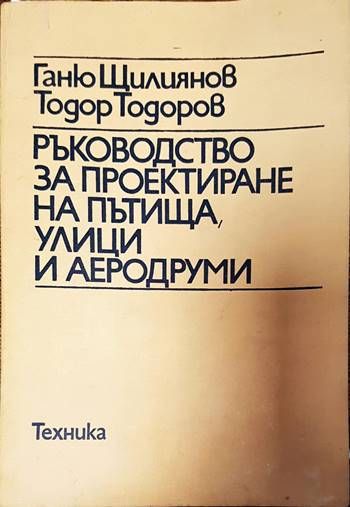 Ганю Щилиянов
Тодор Тодоров
РЪКОВОДСТВО
ЗА ПРОЕКТИРАНЕ
НА ПЪТИЩА,
УЛИЦИ
И АЕРОДРУМИ
Техника